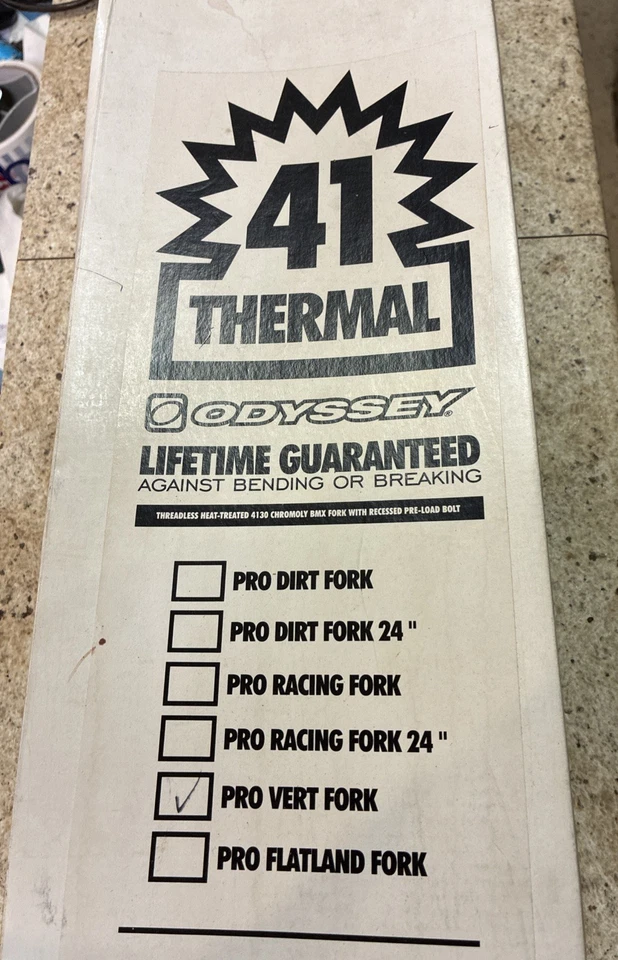 41
THERMAL
ODYSSEY®
LIFETIME GUARANTEED
AGAINST BENDING OR BREAKING
THREADLESS HEAT-TREATED 4130 CHROMOLY BMX FORK WITH RECESSED PRE-LOAD BOLT
PRO DIRT FORK
PRO DIRT FORK 24 "
PRO RACING FORK
PRO RACING FORK 24 "
PRO VERT FORK
PRO FLATLAND FORK